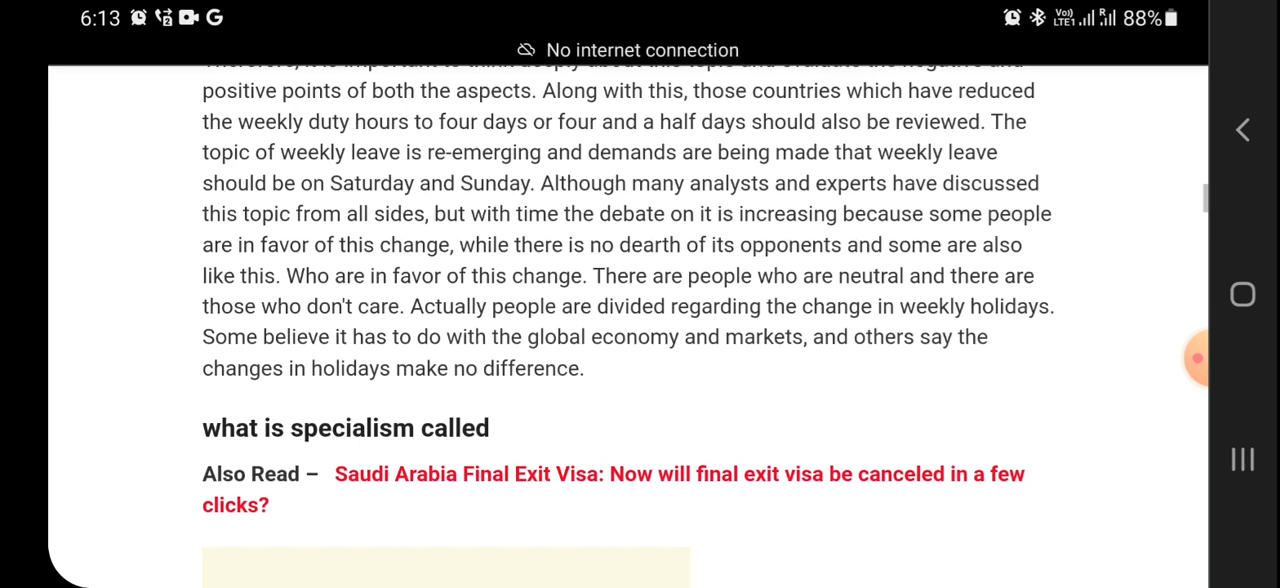 6:13
Vo)) LTE1 R 88%
No internet connection
positive points of both the aspects. Along with this, those countries which have reduced
the weekly duty hours to four days or four and a half days should also be reviewed. The
topic of weekly leave is re-emerging and demands are being made that weekly leave
should be on Saturday and Sunday. Although many analysts and experts have discussed
this topic from all sides, but with time the debate on it is increasing because some people
are in favor of this change, while there is no dearth of its opponents and some are also
like this. Who are in favor of this change. There are people who are neutral and there are
those who don't care. Actually people are divided regarding the change in weekly holidays.
Some believe it has to do with the global economy and markets, and others say the
changes in holidays make no difference.
what is specialism called
Also Read – Saudi Arabia Final Exit Visa: Now will final exit visa be canceled in a few
clicks?